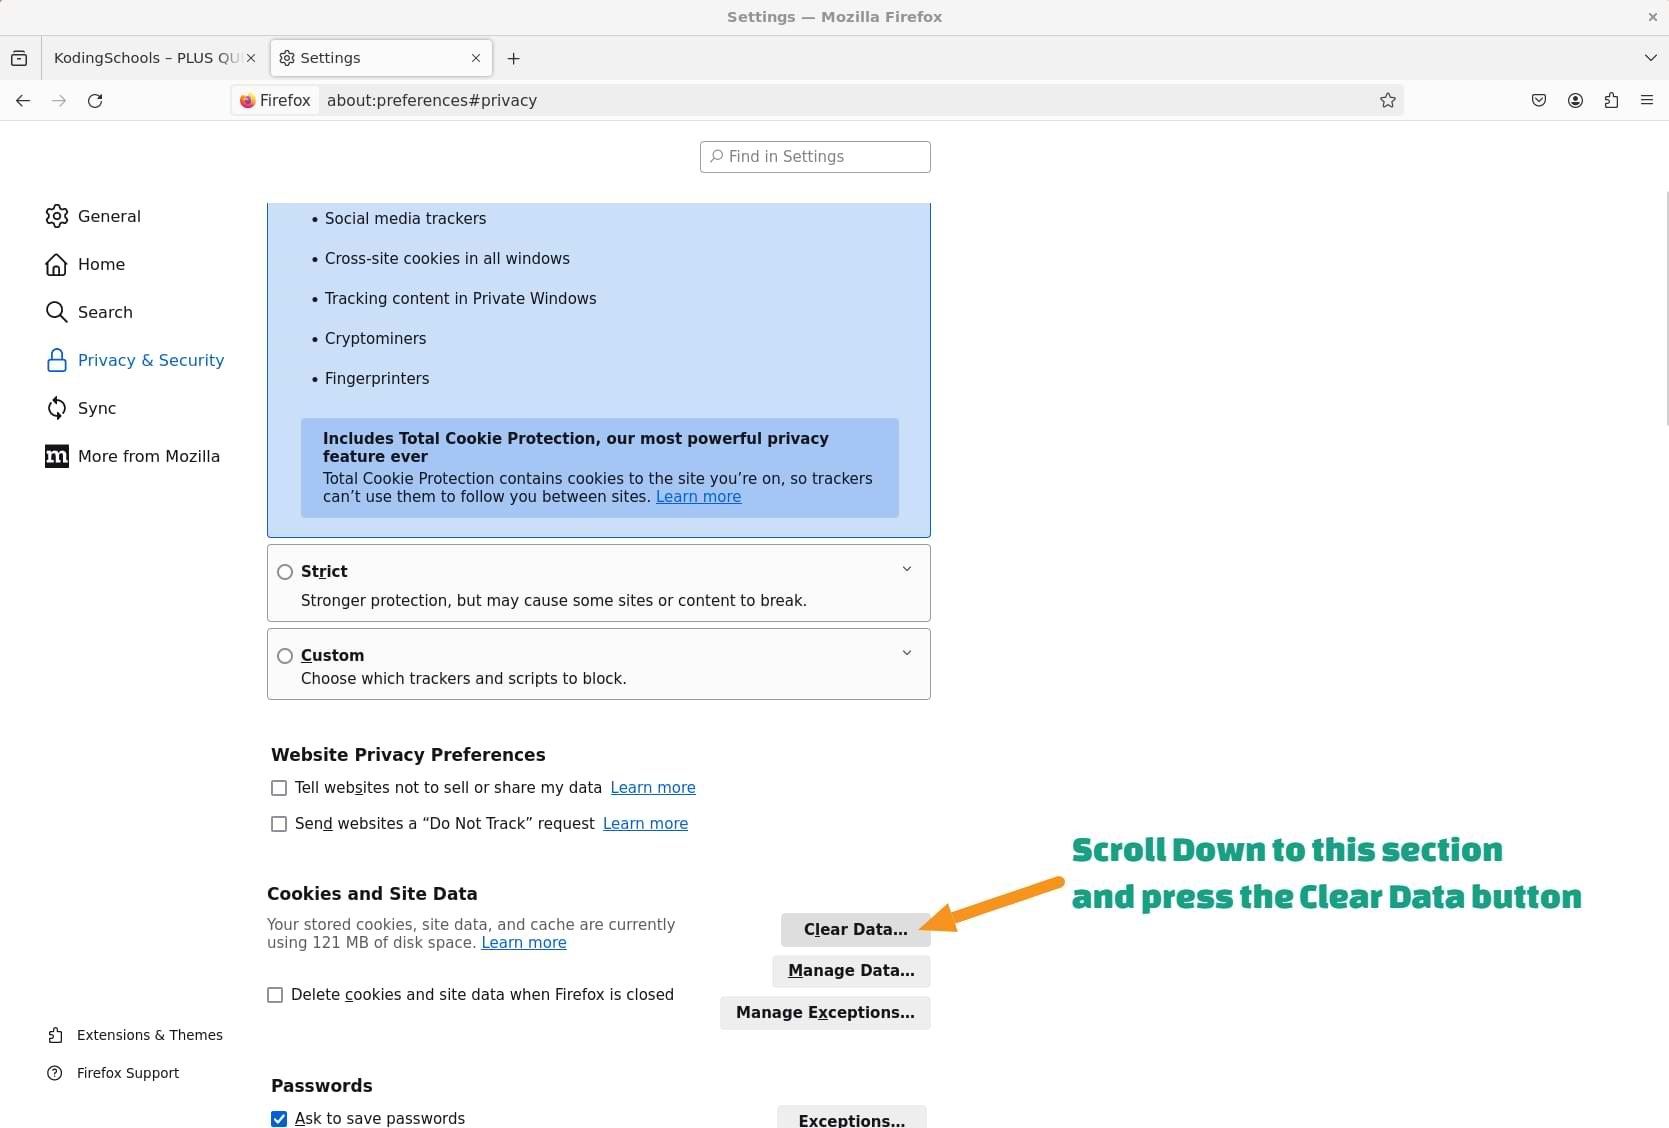 Settings — Mozilla Firefox
KodingSchools – PLUS QU
Settings
Firefox
about:preferences#privacy
Find in Settings
General
Home
Search
Privacy & Security
Sync
m More from Mozilla
Extensions & Themes
Firefox Support
• Social media trackers
• Cross-site cookies in all windows
• Tracking content in Private Windows
• Cryptominers
• Fingerprinters
Includes Total Cookie Protection, our most powerful privacy
feature ever
Total Cookie Protection contains cookies to the site you’re on, so trackers
can’t use them to follow you between sites. Learn more
Strict
Stronger protection, but may cause some sites or content to break.
Custom
Choose which trackers and scripts to block.
Website Privacy Preferences
Tell websites not to sell or share my data Learn more
Send websites a “Do Not Track” request Learn more
Cookies and Site Data
Your stored cookies, site data, and cache are currently
using 121 MB of disk space. Learn more
Delete cookies and site data when Firefox is closed
Clear Data…
Manage Data…
Manage Exceptions…
Scroll Down to this section
and press the Clear Data button
Passwords
Ask to save passwords
Exceptions…